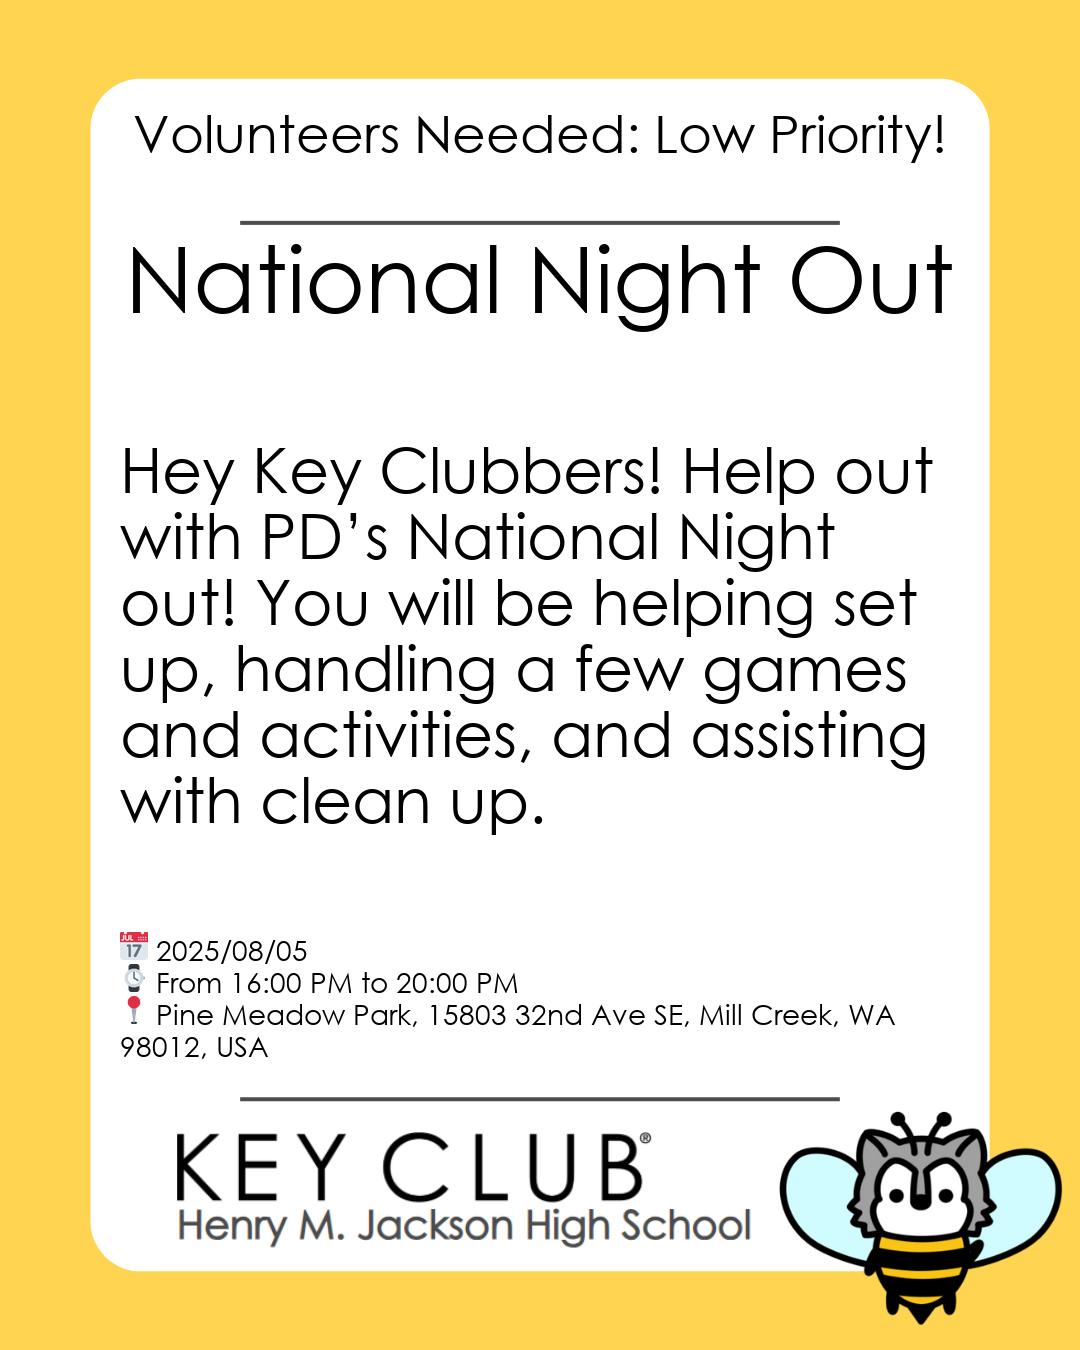 Volunteers Needed: Low Priority!
National Night Out
Hey Key Clubbers! Help out
with PD’s National Night
out! You will be helping set
up, handling a few games
and activities, and assisting
with clean up.
JUL
17
2025/08/05
From 16:00 PM to 20:00 PM
Pine Meadow Park, 15803 32nd Ave SE, Mill Creek, WA
98012, USA
KEY CLUB®
Henry M. Jackson High School